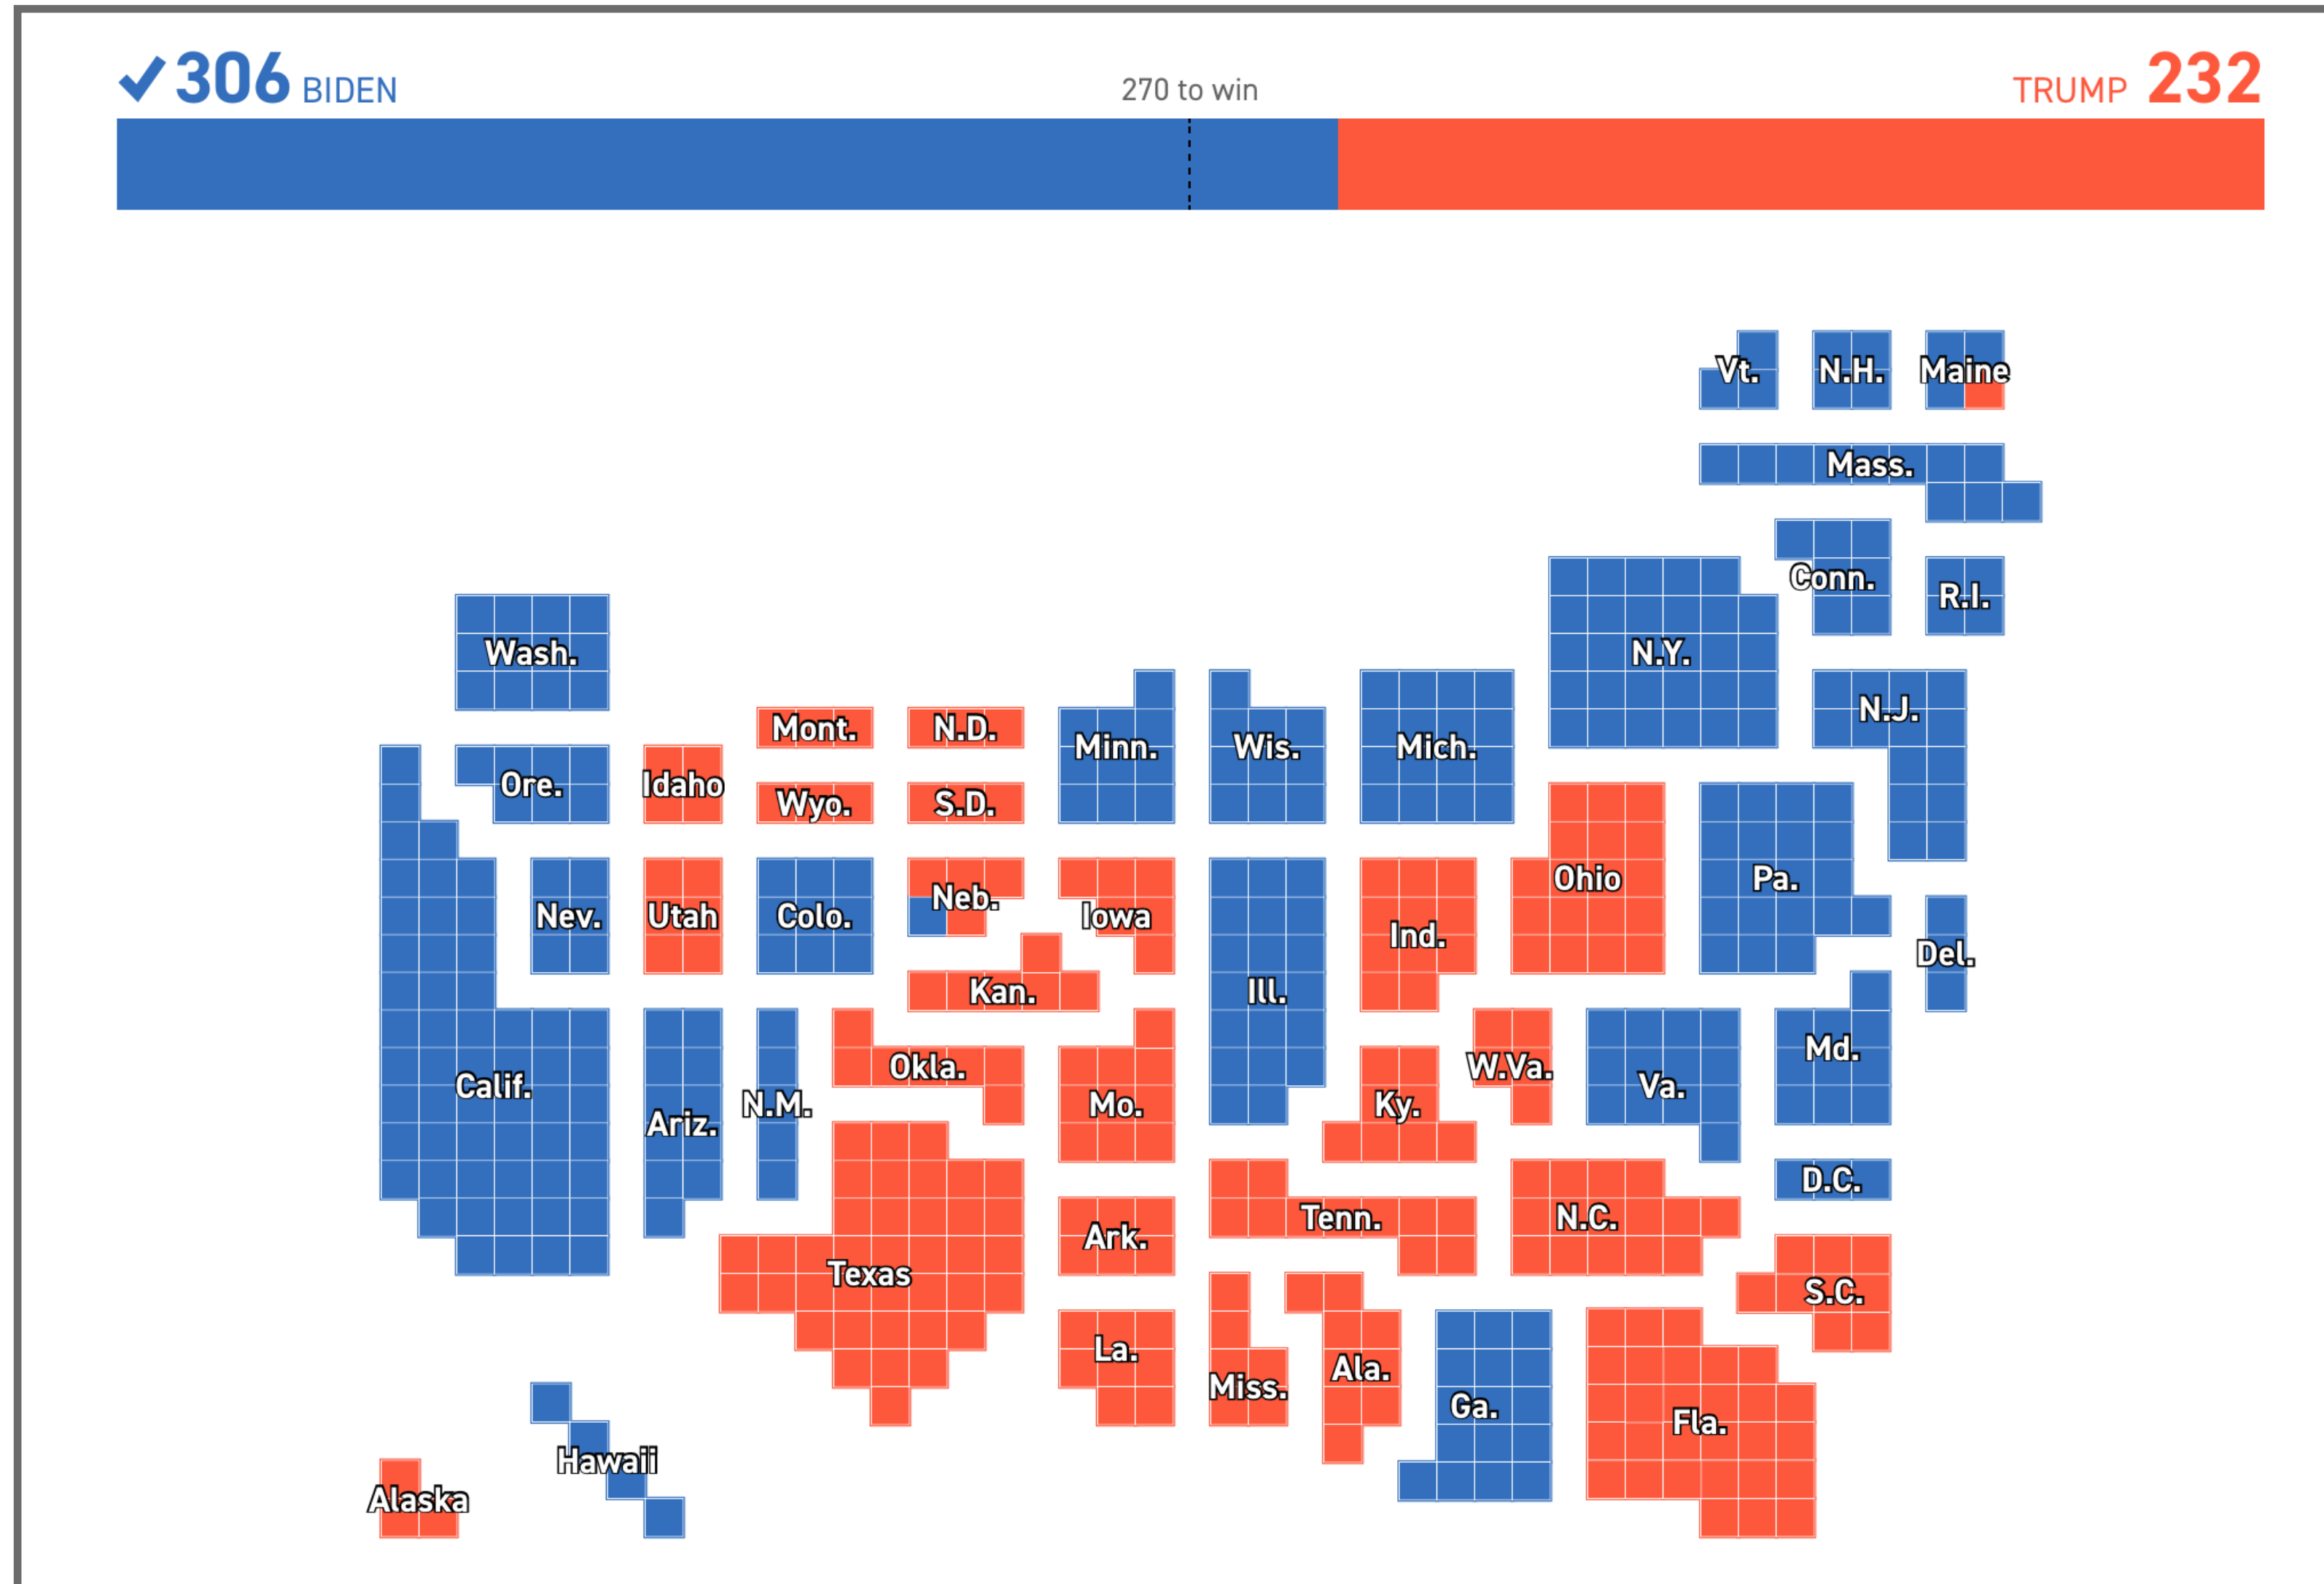 306 BIDEN
270 to win
TRUMP 232
Vt.
N.H.
Maine
Mass.
Conn.
R.I.
Wash.
N.Y.
N.J.
Mont.
N.D.
Minn.
Wis.
Mich.
Ore.
Idaho
Wyo.
S.D.
Nev.
Utah
Colo.
Neb.
Iowa
Ind.
Ohio
Pa.
Del.
Kan.
Ill.
Calif.
Ariz.
N.M.
Okla.
Mo.
Ky.
W.Va.
Va.
Md.
D.C.
Texas
Ark.
Tenn.
N.C.
S.C.
La.
Miss.
Ala.
Ga.
Fla.
Hawaii
Alaska